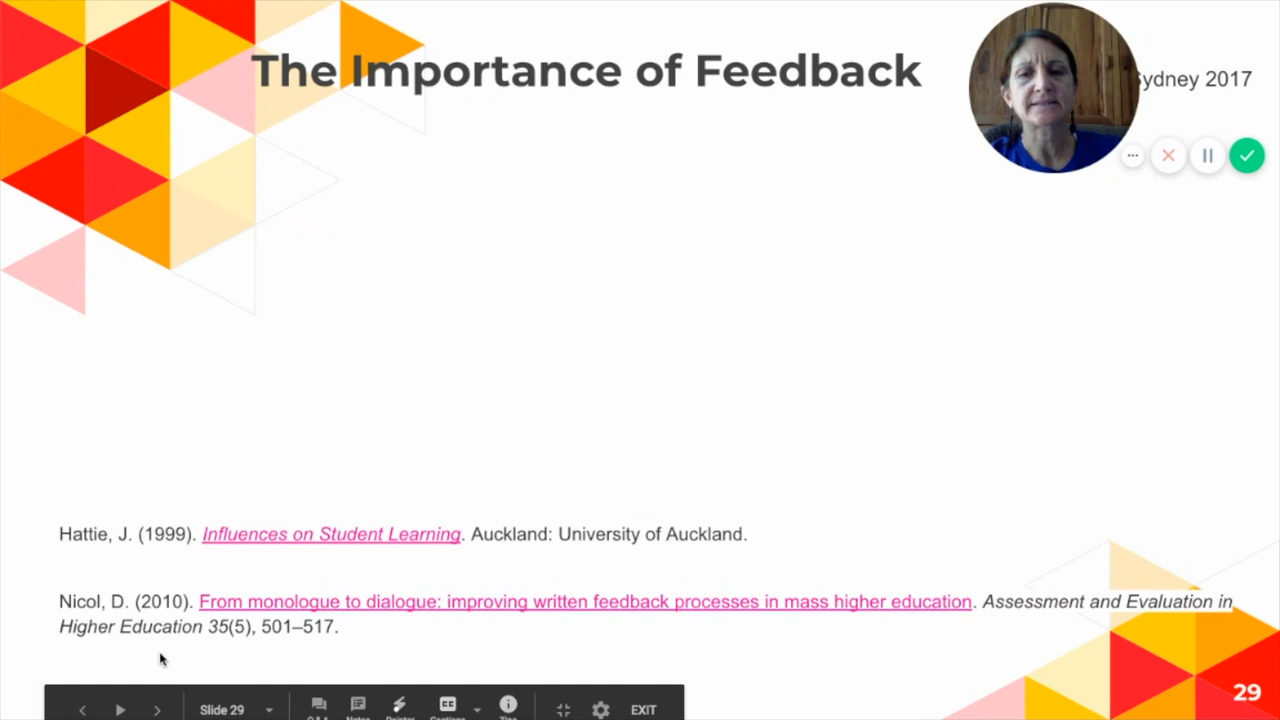 The Importance of Feedback
ydney 2017
Hattie, J. (1999). Influences on Student Learning. Auckland: University of Auckland.
Nicol, D. (2010). From monologue to dialogue: improving written feedback processes in mass higher education. Assessment and Evaluation in
Higher Education 35(5), 501–517.
29
Slide 29
EXIT